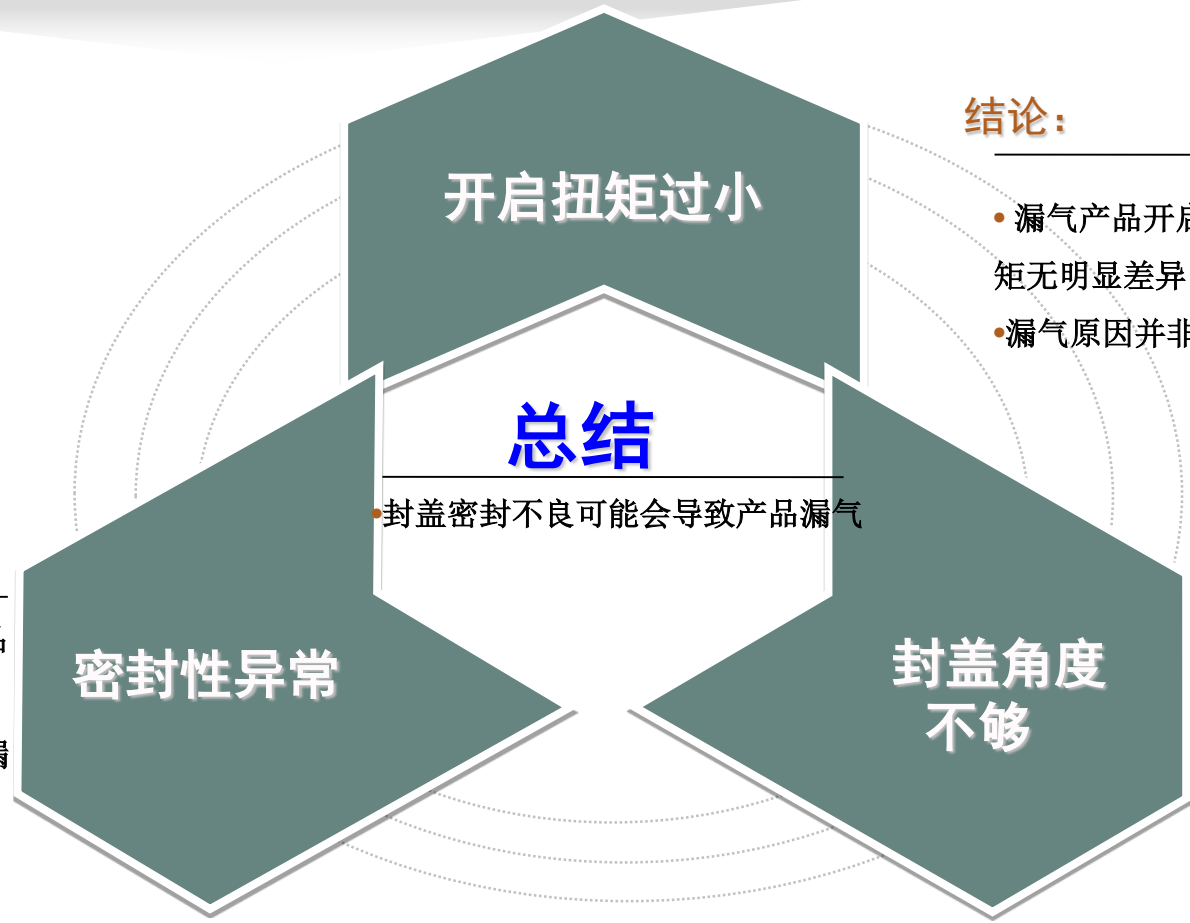 开启扭矩过小
结论：
• 漏气产品开启
矩无明显差异
•漏气原因并非
总结
•封盖密封不良可能会导致产品漏气
密封性异常
封盖角度
不够